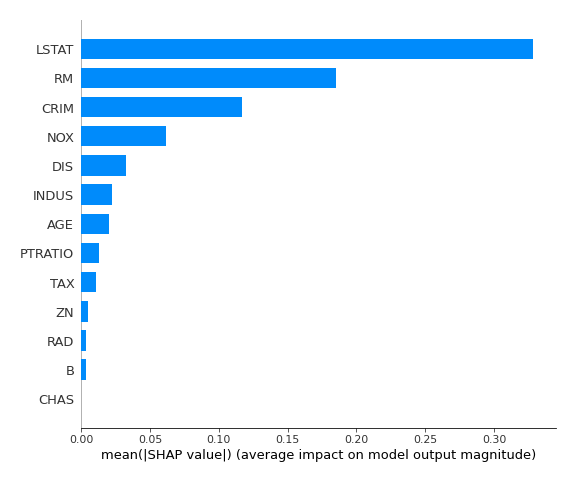 LSTAT
RM
CRIM
NOX
DIS
INDUS
AGE
PTRATIO
TAX
ZN
RAD
B
CHAS
0.00 0.05 0.10 0.15 0.20 0.25 0.30
mean(|SHAP value|) (average impact on model output magnitude)